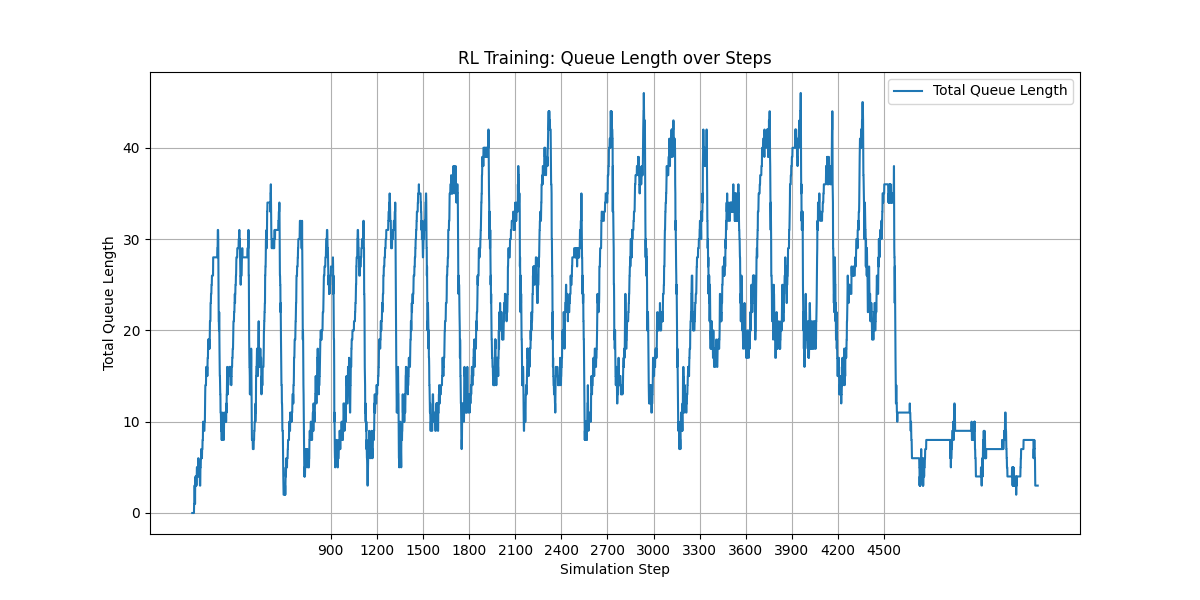 RL Training: Queue Length over Steps
Total Queue Length
Total Queue Length
40
30
20
10
0
900 1200 1500 1800 2100 2400 2700 3000 3300 3600 3900 4200 4500
Simulation Step